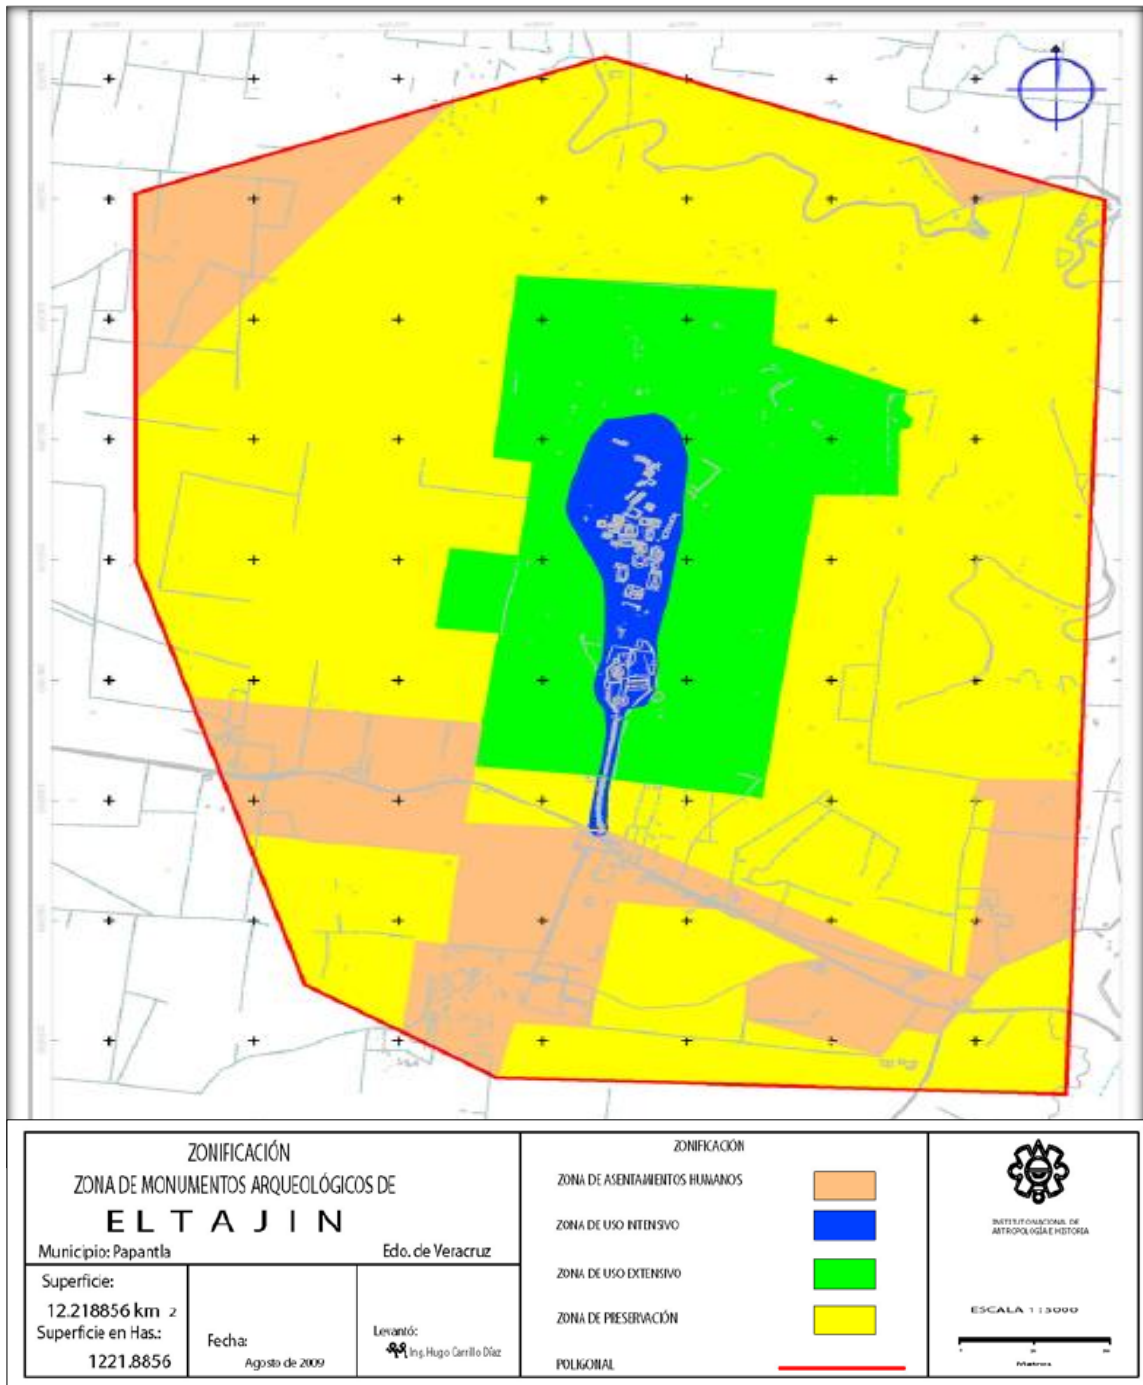 ZONIFICACIÓN
ZONA DE MONUMENTOS ARQUEOLÓGICOS DE
EL TAJIN
Municipio: Papantla
Edo. de Veracruz
Superficie:
12.218856 km 2
Superficie en Has.:
1221.8856
Fecha:
Agosto de 2009
Levantó:
Ing. Hugo Carrillo Díaz
ZONIFICACIÓN
ZONA DE ASENTAMIENTOS HUMANOS
ZONA DE USO INTENSIVO
ZONA DE USO EXTENSIVO
ZONA DE PRESERVACIÓN
POLIGONAL
INSTITUTO NACIONAL DE
ANTROPOLOGÍA E HISTORIA
ESCALA 1:5000
Metros